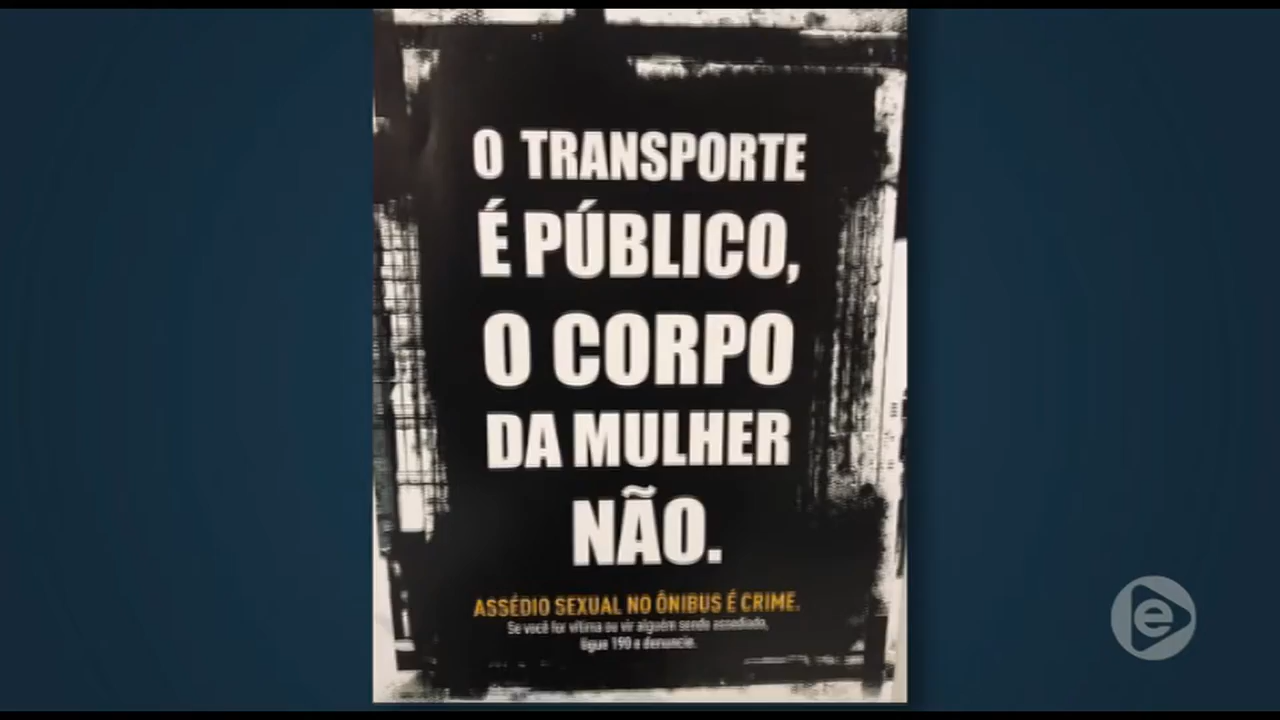 O TRANSPORTE
É PÚBLICO,
O CORPO
DA MULHER
NÃO.
ASSÉDIO SEXUAL NO ÔNIBUS É CRIME.
Se você for vítima ou vir alguém sendo assediado,
ligue 190 e denuncie.
e